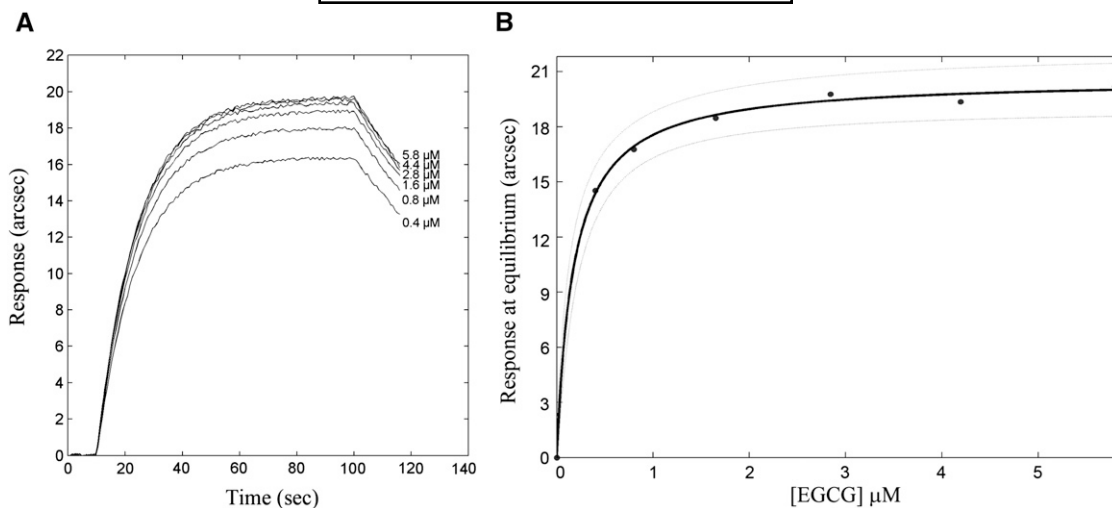 A
Response (arcsec)
22
20
18
16
14
12
10
8
6
4
2
0
5.8 µM
4.4 µM
2.8 µM
1.6 µM
0.8 µM
0.4 µM
0 20 40 60 80 100 120 140
Time (sec)
B
Response at equilibrium (arcsec)
21
18
15
12
9
6
3
0
0 1 2 3 4 5
[EGCG] µM